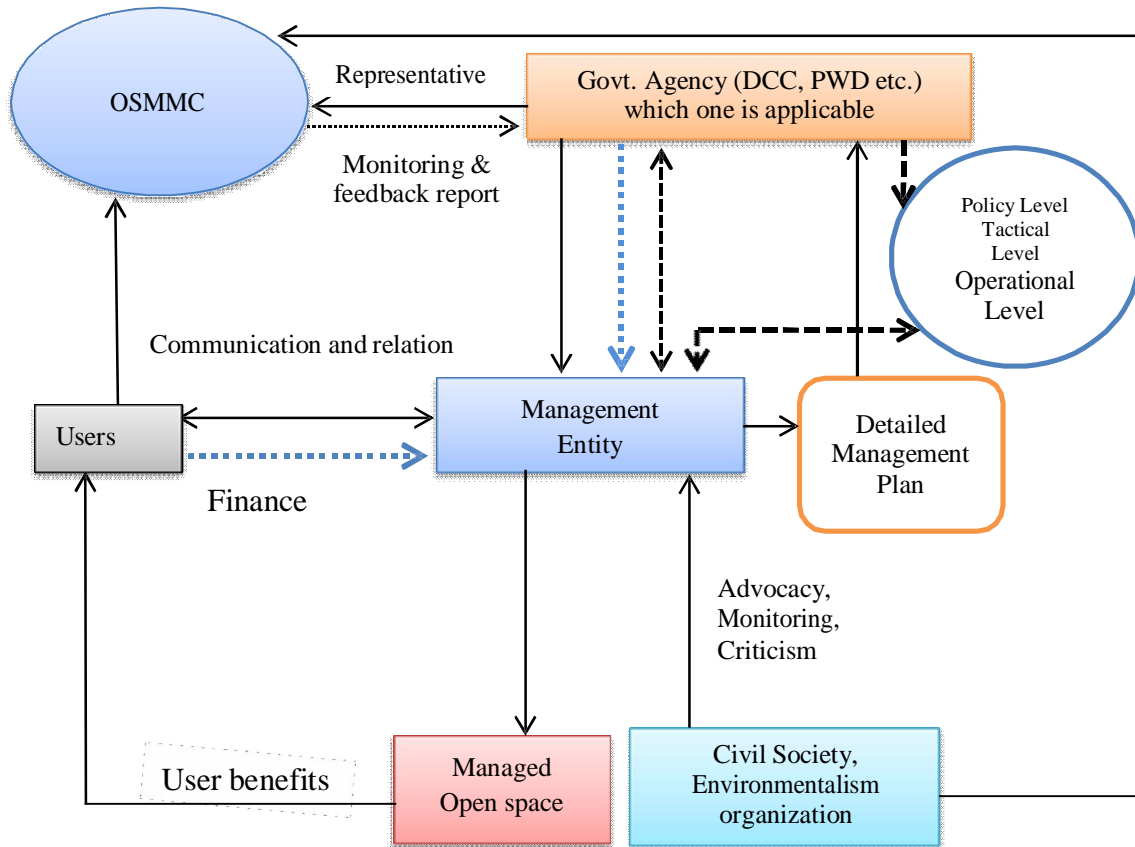 OSMMC
Representative
Govt. Agency (DCC, PWD etc.)
which one is applicable
Monitoring &
feedback report
Policy Level
Tactical
Level
Operational
Level
Communication and relation
Users
Management
Entity
Detailed
Management
Plan
Finance
Advocacy,
Monitoring,
Criticism
User benefits
Managed
Open space
Civil Society,
Environmentalism
organization